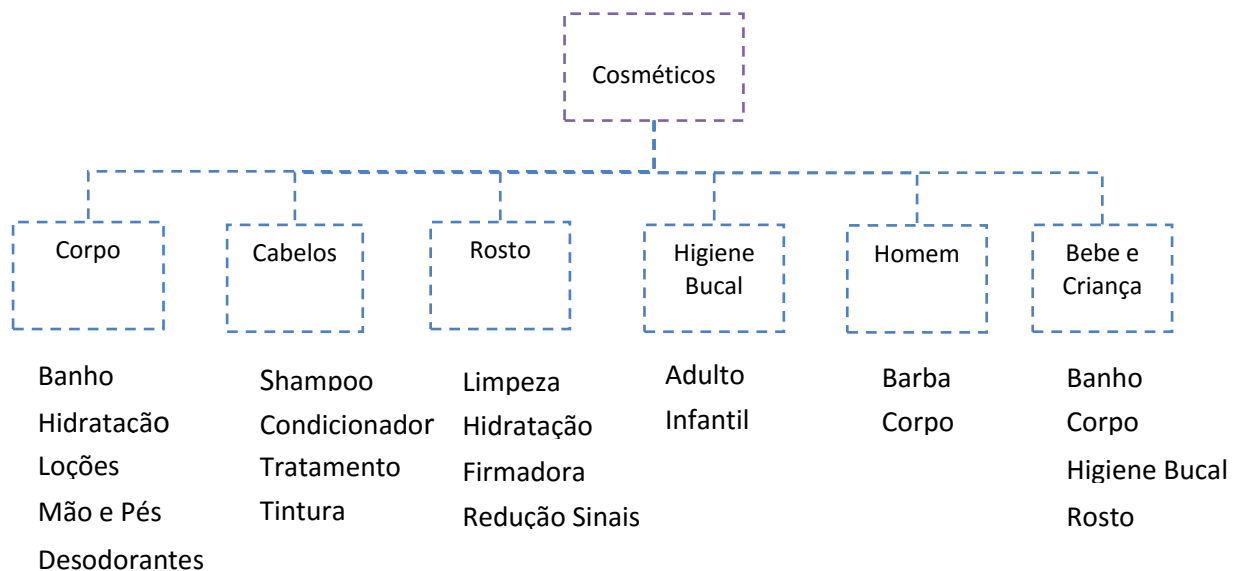 Cosméticos
Corpo
Cabelos
Rosto
Higiene
Bucal
Homem
Bebe e
Criança
Banho
Hidratacão
Loções
Mão e Pés
Desodorantes
Shampoo
Condicionador
Tratamento
Tintura
Limpeza
Hidratação
Firmadora
Redução Sinais
Adulto
Infantil
Barba
Corpo
Banho
Corpo
Higiene Bucal
Rosto